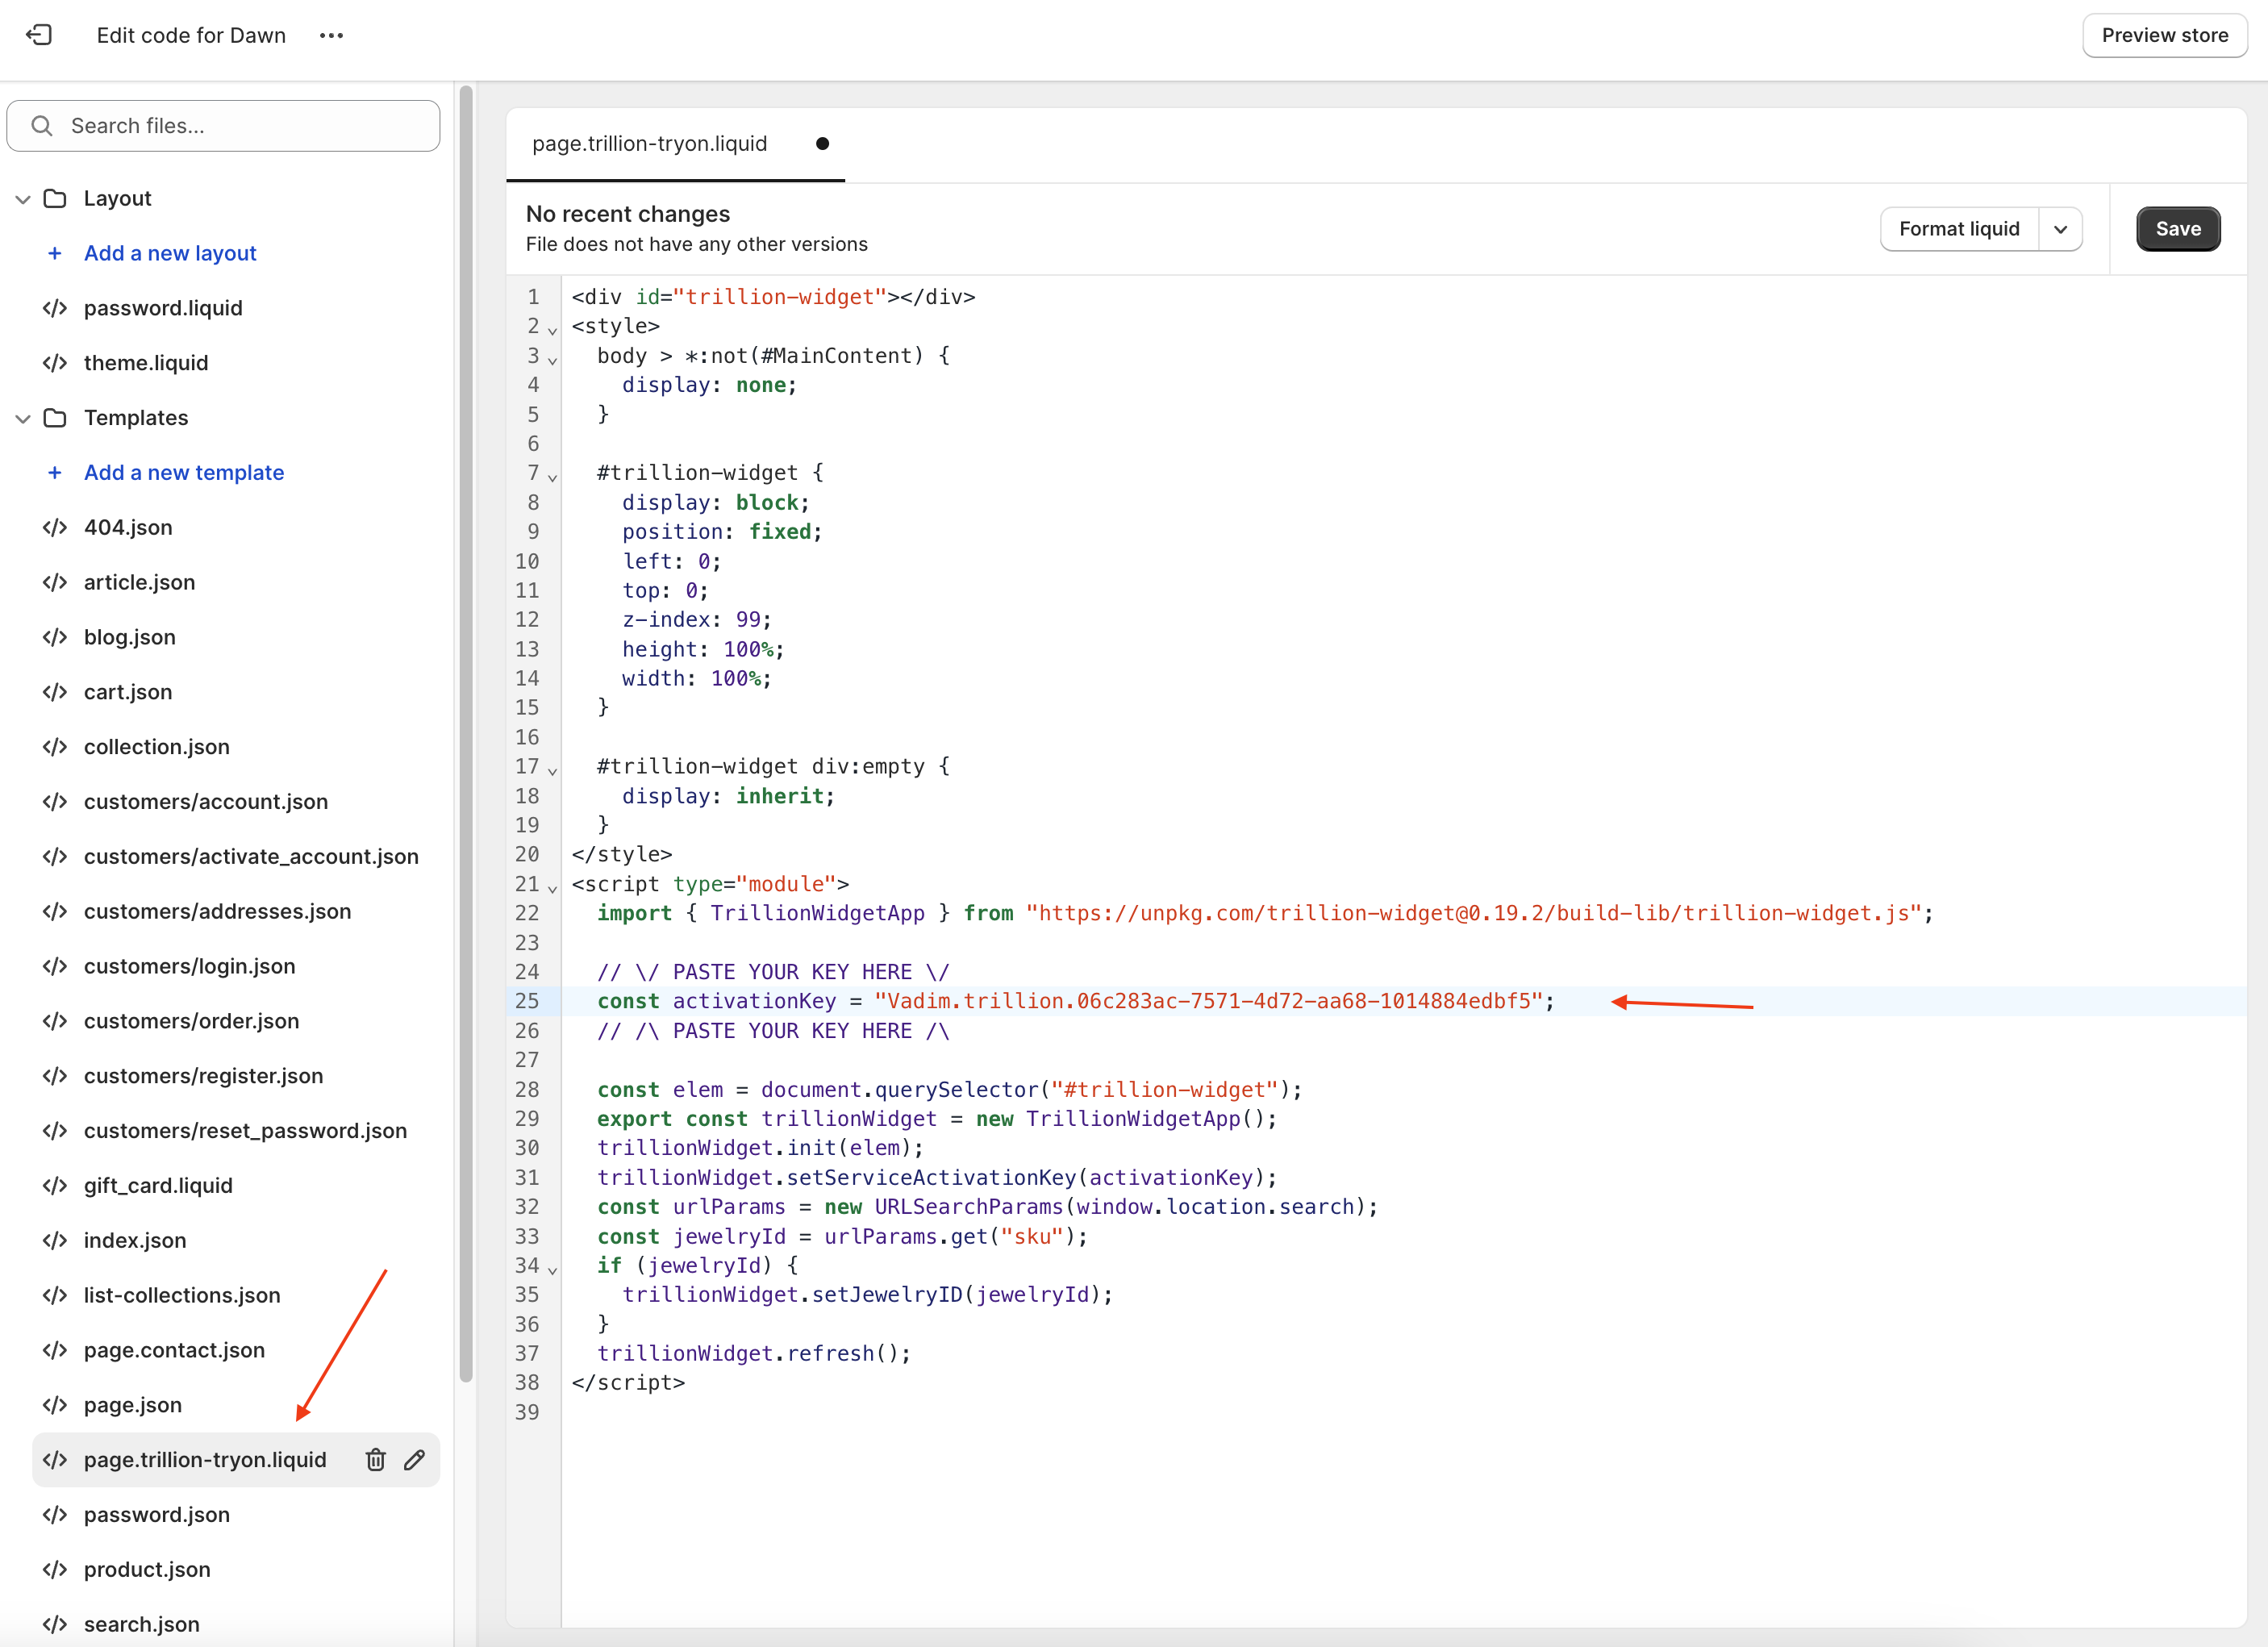 Edit code for Dawn
Preview store
Search files...
Layout
+ Add a new layout
</> password.liquid
</> theme.liquid
Templates
+ Add a new template
</> 404.json
</> article.json
</> blog.json
</> cart.json
</> collection.json
</> customers/account.json
</> customers/activate_account.json
</> customers/addresses.json
</> customers/login.json
</> customers/order.json
</> customers/register.json
</> customers/reset_password.json
</> gift_card.liquid
</> index.json
</> list-collections.json
</> page.contact.json
</> page.json
</> page.trillion-tryon.liquid
</> password.json
</> product.json
</> search.json
page.trillion-tryon.liquid
No recent changes
File does not have any other versions
Format liquid
Save
1 <div id="trillion-widget"></div>
2 <style>
3   body > *:not(#MainContent) {
4     display: none;
5   }
6
7   #trillion-widget {
8     display: block;
9     position: fixed;
10     left: 0;
11     top: 0;
12     z-index: 99;
13     height: 100%;
14     width: 100%;
15   }
16
17   #trillion-widget div:empty {
18     display: inherit;
19   }
20 </style>
21 <script type="module">
22   import { TrillionWidgetApp } from "https://unpkg.com/trillion-widget@0.19.2/build-lib/trillion-widget.js";
23
24   // \/ PASTE YOUR KEY HERE \/
25   const activationKey = "Vadim.trillion.06c283ac-7571-4d72-aa68-1014884edbf5";
26   // /\ PASTE YOUR KEY HERE /\
27
28   const elem = document.querySelector("#trillion-widget");
29   export const trillionWidget = new TrillionWidgetApp();
30   trillionWidget.init(elem);
31   trillionWidget.setServiceActivationKey(activationKey);
32   const urlParams = new URLSearchParams(window.location.search);
33   const jewelryId = urlParams.get("sku");
34   if (jewelryId) {
35     trillionWidget.setJewelryID(jewelryId);
36   }
37   trillionWidget.refresh();
38 </script>
39